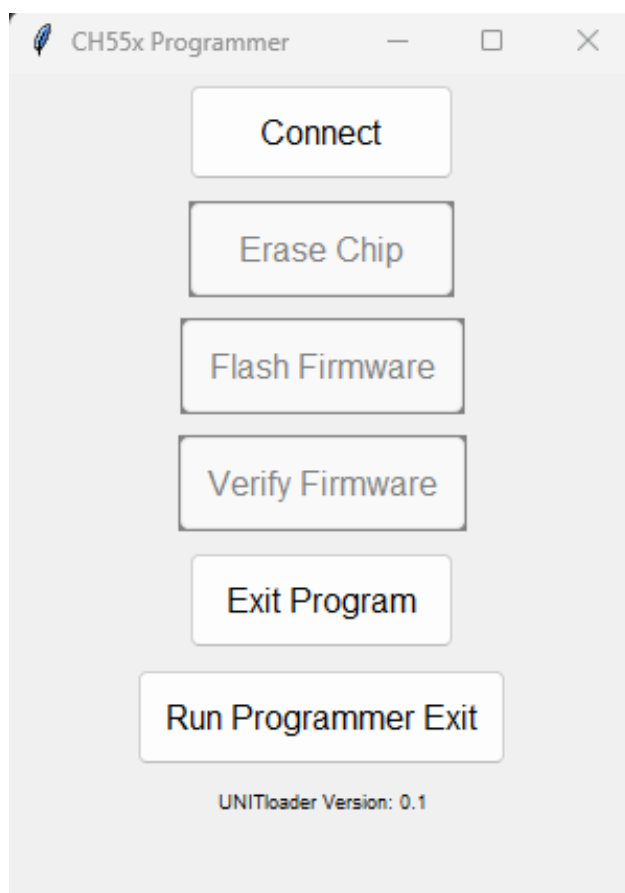 CH55x Programmer
Connect
Erase Chip
Flash Firmware
Verify Firmware
Exit Program
Run Programmer Exit
UNITloader Version: 0.1